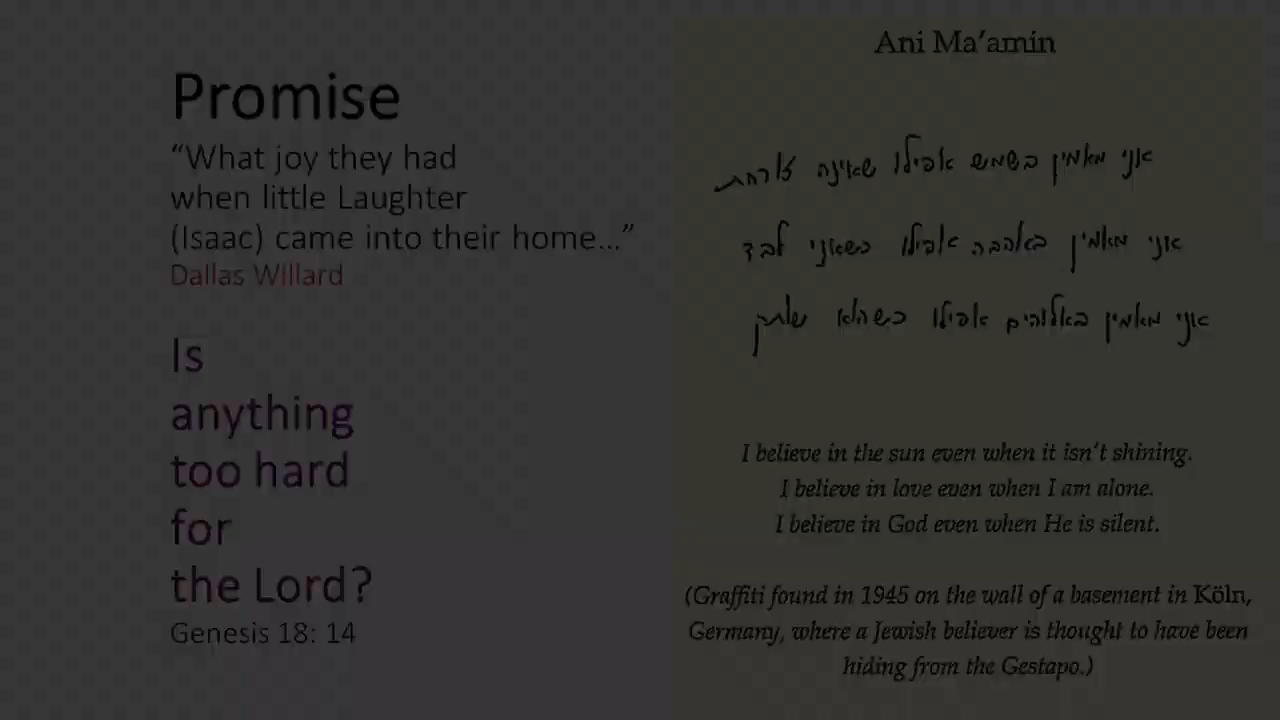 Promise
“What joy they had
when little Laughter
(Isaac) came into their home...”
Dallas Willard
Is
anything
too hard
for
the Lord?
Genesis 18: 14
Ani Ma’amin
אני מאמין בשמש אפילו שאינה זורחת
אני מאמין באהבה אפילו כשאני לבד
אני מאמין באלוהים אפילו כשהוא שותק
I believe in the sun even when it isn’t shining.
I believe in love even when I am alone.
I believe in God even when He is silent.
(Graffiti found in 1945 on the wall of a basement in Köln,
Germany, where a Jewish believer is thought to have been
hiding from the Gestapo.)